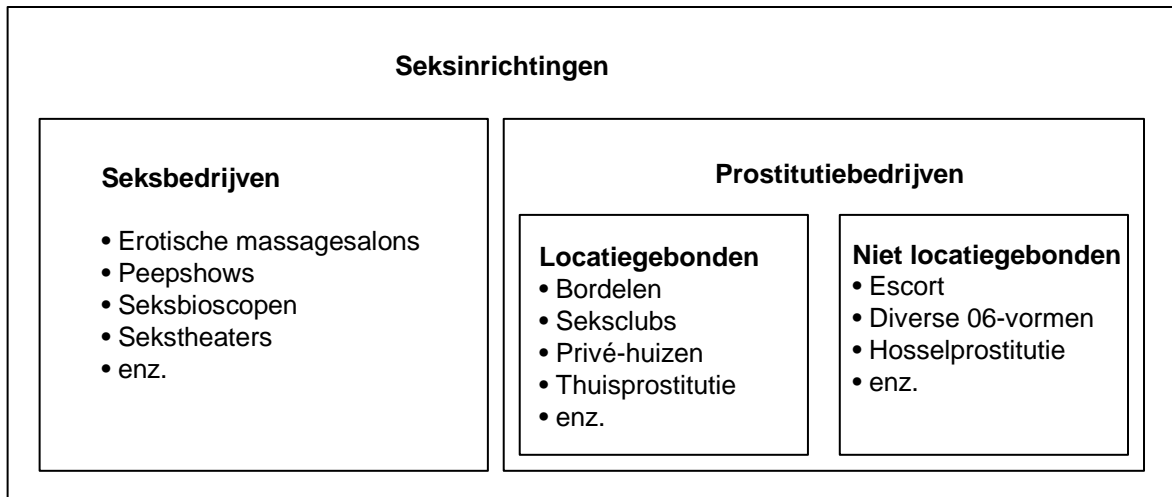 Seksinrichtingen
Seksbedrijven
• Erotische massagesalons
• Peepshows
• Seksbioscopen
• Sekstheaters
• enz.
Prostitutiebedrijven
Locatiegebonden
• Bordelen
• Seksclubs
• Privé-huizen
• Thuisprostitutie
• enz.
Niet locatiegebonden
• Escort
• Diverse 06-vormen
• Hosselprostitutie
• enz.